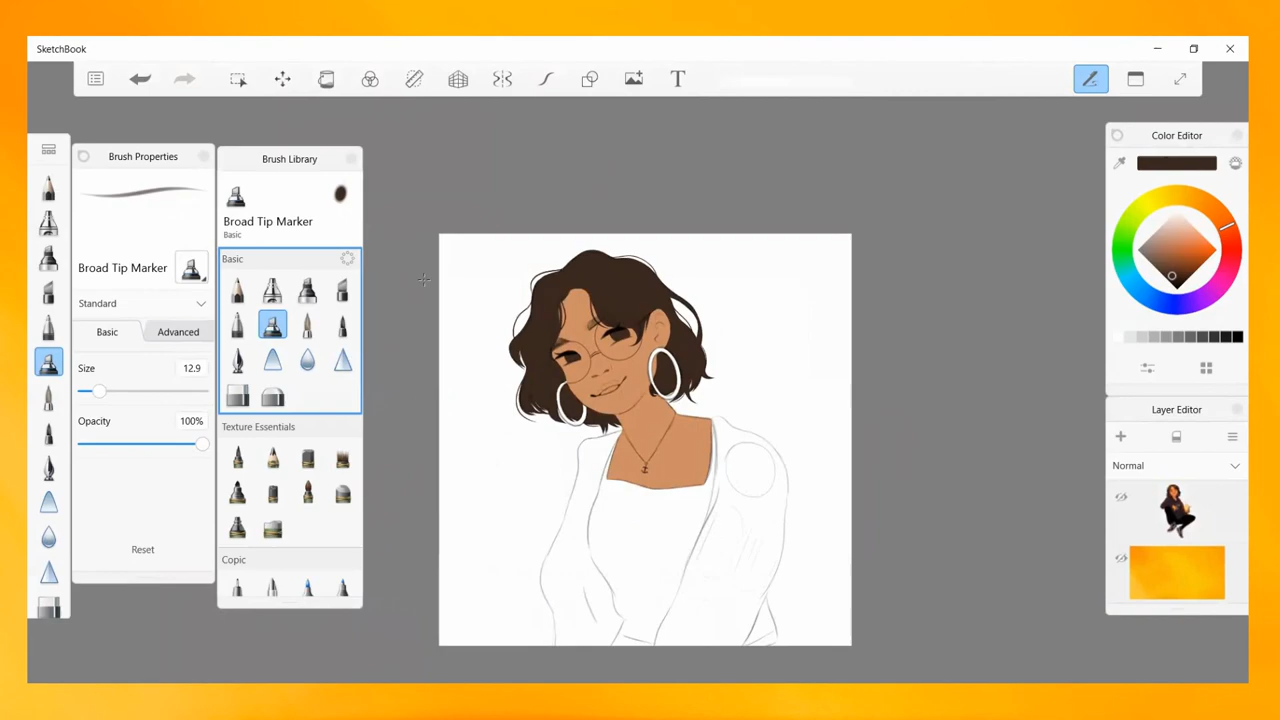 SketchBook
T
Brush Properties
Broad Tip Marker
Standard
Basic
Advanced
Size
12.9
Opacity
100%
Reset
Brush Library
Broad Tip Marker
Basic
Basic
Texture Essentials
Copic
Color Editor
Layer Editor
Normal